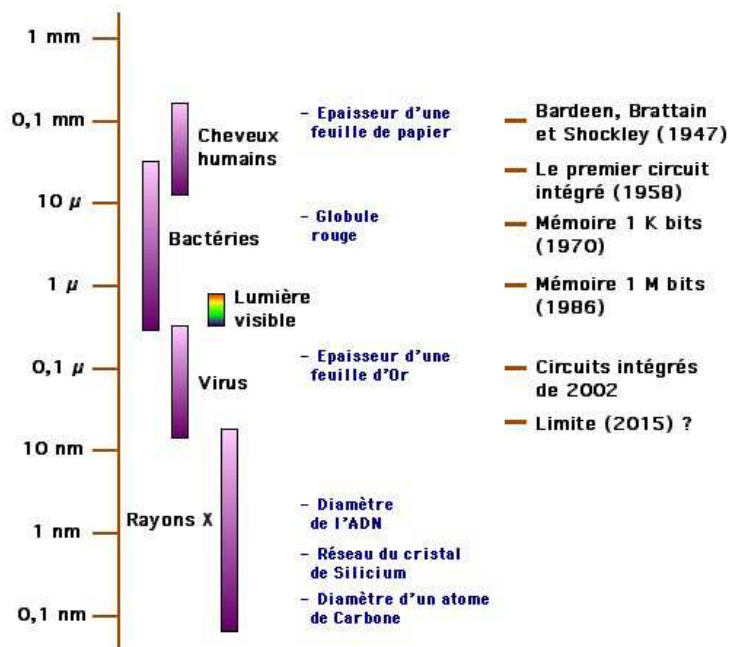 1 mm
0,1 mm
10 µ
1 µ
0,1 µ
10 nm
1 nm
0,1 nm
Cheveux
humains
Bactéries
Lumière
visible
Virus
Rayons X
- Epaisseur d'une
feuille de papier
- Globule
rouge
- Epaisseur d'une
feuille d'Or
- Diamètre
de l'ADN
- Réseau du cristal
de Silicium
- Diamètre d'un atome
de Carbone
Bardeen, Brattain
et Shockley (1947)
Le premier circuit
intégré (1958)
Mémoire 1 K bits
(1970)
Mémoire 1 M bits
(1986)
Circuits intégrés
de 2002
Limite (2015) ?